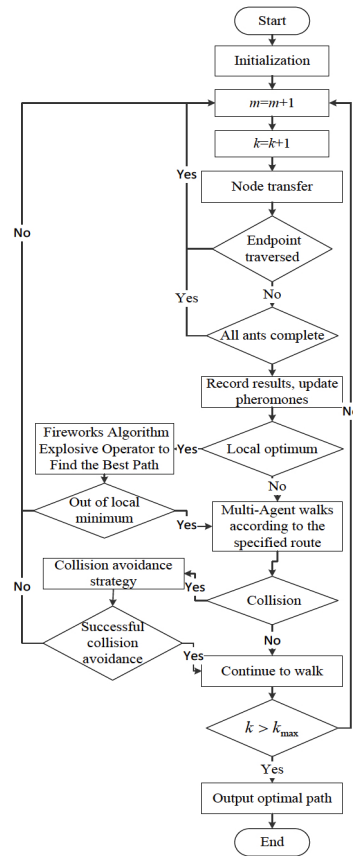 Start
Initialization
m=m+1
k=k+1
Yes
Node transfer
No
Endpoint
traversed
Yes
No
All ants complete
Record results, update
pheromones
No
Fireworks Algorithm
Explosive Operator to
Find the Best Path
Yes
Local optimum
No
Out of local
minimum
Yes
Multi-Agent walks
according to the
specified route
Collision avoidance
strategy
Yes
Collision
No
No
Successful
collision
avoidance
Yes
Continue to walk
k > kmax
Yes
Output optimal path
End